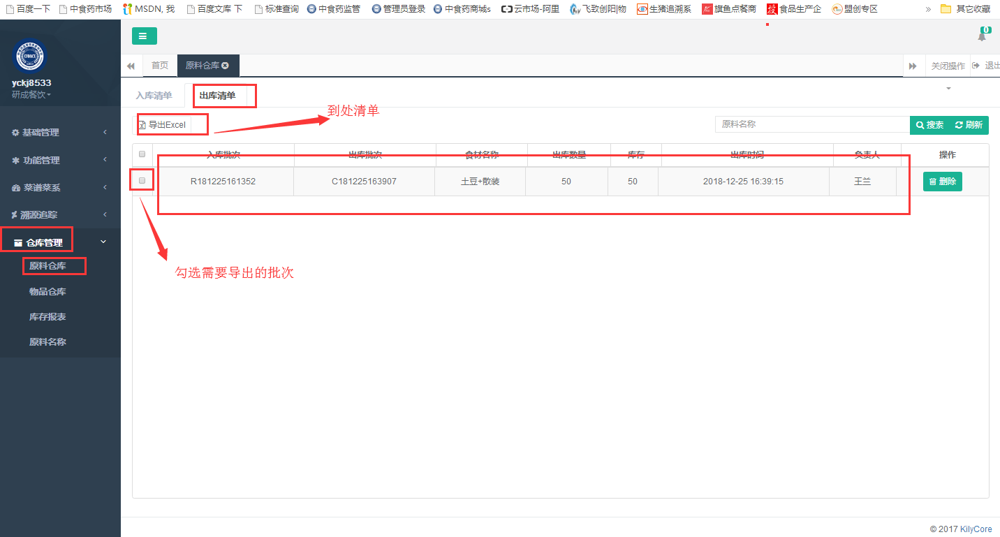 百度一下 中食药市场 MSDN, 我 百度文库 下 标准查询 中食药监管 管理员登录 中食药商城s 云市场-阿里 飞致创阳|物 生猪追溯系 旗鱼点餐商 食品生产企 盟创专区 » 其它收藏
0
首页 原料仓库 关闭操作 退出
yckj8533
研成餐饮
入库清单 出库清单
到处清单
导出Excel 原料名称 搜索 刷新
基础管理
功能管理
菜谱菜系
溯源追踪
仓库管理
原料仓库
物品仓库
库存报表
原料名称
入库批次 出库批次 食材名称 出库数量 库存 出库时间 负责人 操作
R181225161352 C181225163907 土豆+散装 50 50 2018-12-25 16:39:15 王兰 删除
勾选需要导出的批次
© 2017 KilyCore